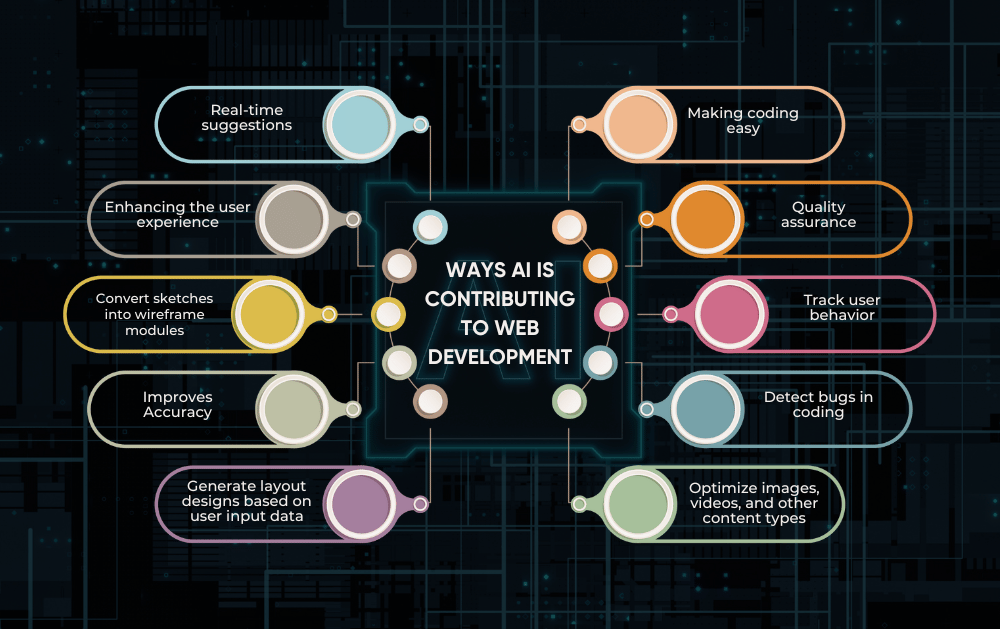 Real-time
suggestions
Enhancing the user
experience
Convert sketches
into wireframe
modules
Improves
Accuracy
Generate layout
designs based on
user input data
WAYS AI IS
CONTRIBUTING
TO WEB
DEVELOPMENT
AI
Making coding
easy
Quality
assurance
Track user
behavior
Detect bugs in
coding
Optimize images,
videos, and other
content types